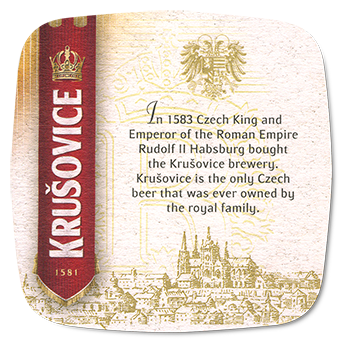 KRUŠOVICE
1581
In 1583 Czech King and
Emperor of the Roman Empire
Rudolf II Habsburg bought
the Krušovice brewery.
Krušovice is the only Czech
beer that was ever owned by
the royal family.